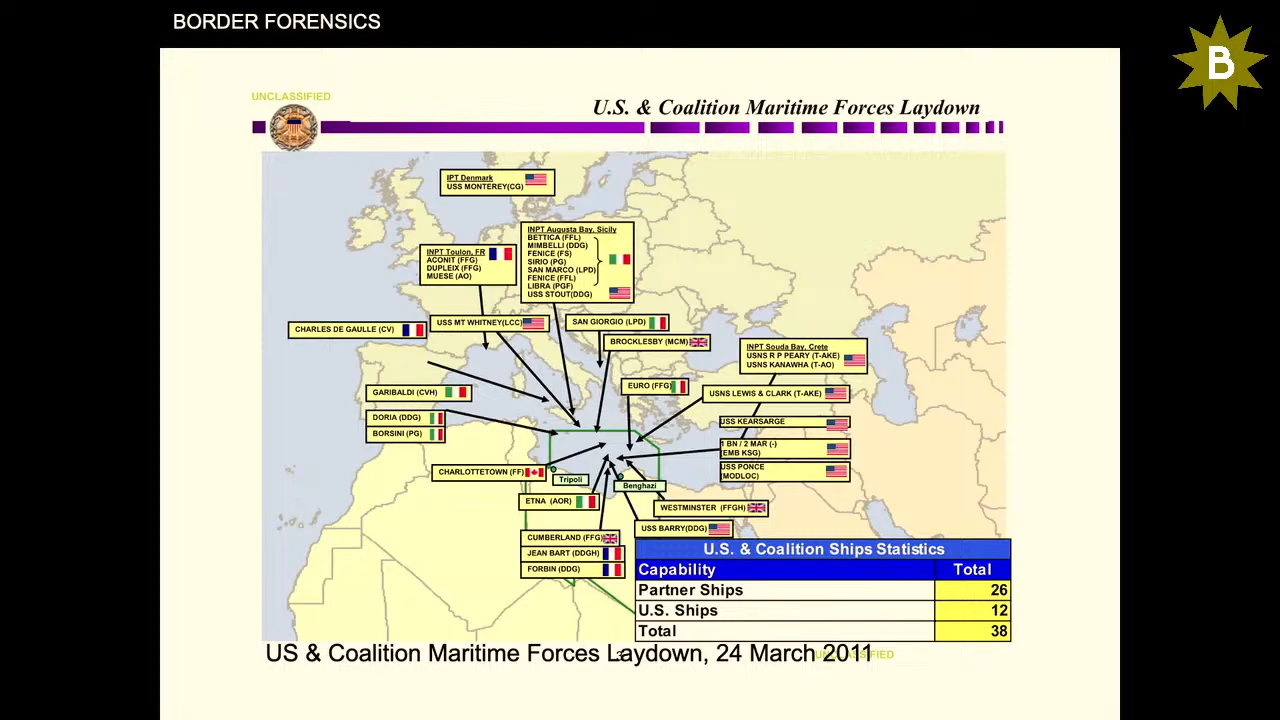 BORDER FORENSICS
B
UNCLASSIFIED
U.S. & Coalition Maritime Forces Laydown
IPT Denmark
USS MONTEREY(CG)
INPT Augusta Bay, Sicily
BETTICA (FFL)
MIMBELLI (DDG)
FENICE (FS)
SIRIO (PG)
SAN MARCO (LPD)
FENICE (FFL)
LIBRA (PGF)
USS STOUT(DDG)
INPT Toulon, FR
ACONIT (FFG)
DUPLEIX (FFG)
MUESE (AO)
CHARLES DE GAULLE (CV)
USS MT WHITNEY(LCC)
SAN GIORGIO (LPD)
BROCKLESBY (MCM)
INPT Souda Bay, Crete
USNS R P PEARY (T-AKE)
USNS KANAWHA (T-AO)
GARIBALDI (CVH)
EURO (FFG)
USNS LEWIS & CLARK (T-AKE)
DORIA (DDG)
BORSINI (PG)
USS KEARSARGE
1 BN / 2 MAR (-)
(EMB KSG)
USS PONCE
(MODLOC)
CHARLOTTETOWN (FF)
Tripoli
Benghazi
ETNA (AOR)
WESTMINSTER (FFGH)
USS BARRY(DDG)
CUMBERLAND (FFG)
JEAN BART (DDGH)
FORBIN (DDG)
U.S. & Coalition Ships Statistics
Capability Total
Partner Ships 26
U.S. Ships 12
Total 38
US & Coalition Maritime Forces Laydown, 24 March 2011
UNCLASSIFIED